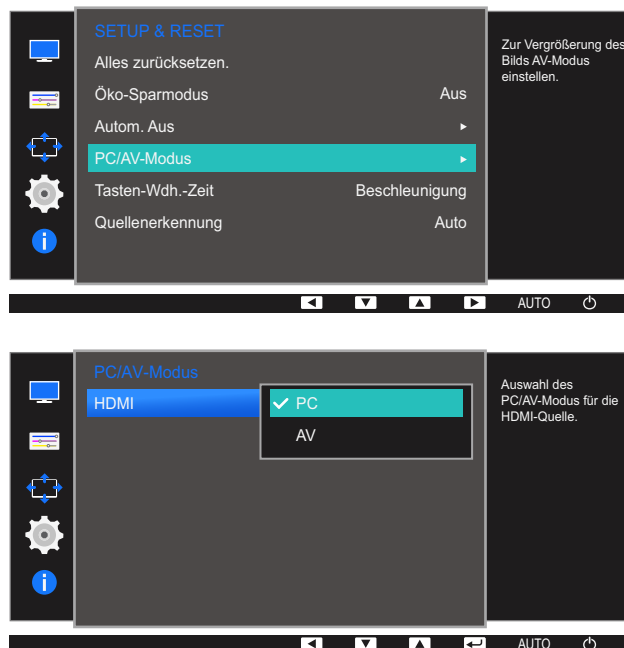 SETUP & RESET
Alles zurücksetzen.
Öko-Sparmodus Aus
Autom. Aus
PC/AV-Modus
Tasten-Wdh.-Zeit Beschleunigung
Quellenerkennung Auto
Zur Vergrößerung des
Bilds AV-Modus
einstellen.
AUTO
PC/AV-Modus
HDMI PC
AV
Auswahl des
PC/AV-Modus für die
HDMI-Quelle.
AUTO